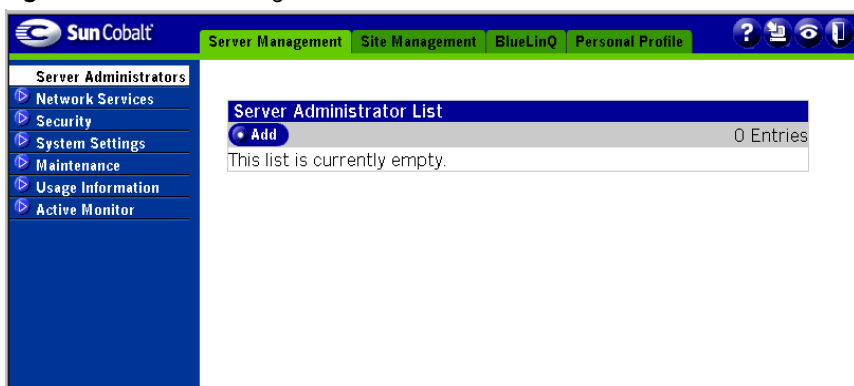 Sun Cobalt
Server Management Site Management BlueLinQ Personal Profile
?
Server Administrators
Network Services
Security
System Settings
Maintenance
Usage Information
Active Monitor
Server Administrator List
Add
0 Entries
This list is currently empty.